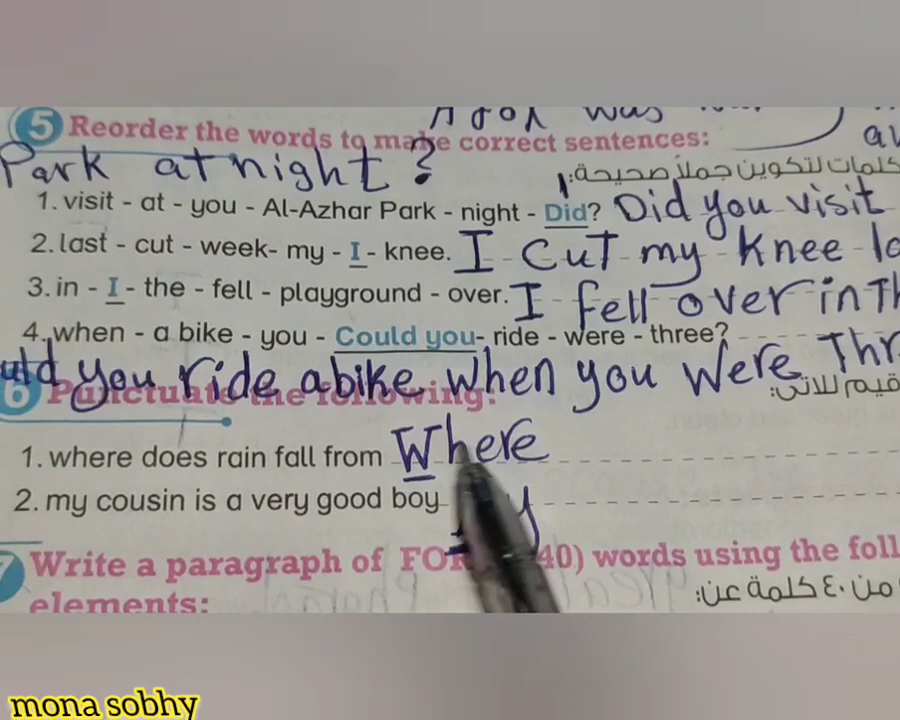 5 Reorder the words to make correct sentences:
Park at night?
كلمات لتكوين جملاً صحيحة:
1. visit - at - you - Al-Azhar Park - night - Did? Did you visit
2. last - cut - week- my - I - knee. I cut my knee la
3. in - I - the - fell - playground - over. I fell over in Th
4. when - a bike - you - Could you- ride - were - three?
uld you ride a bike when you were Thr
6 Punctuate the following:
1. where does rain fall from Where
2. my cousin is a very good boy
7 Write a paragraph of 40) words using the foll
من ٤٠ كلمة عن:
elements:
mona sobhy